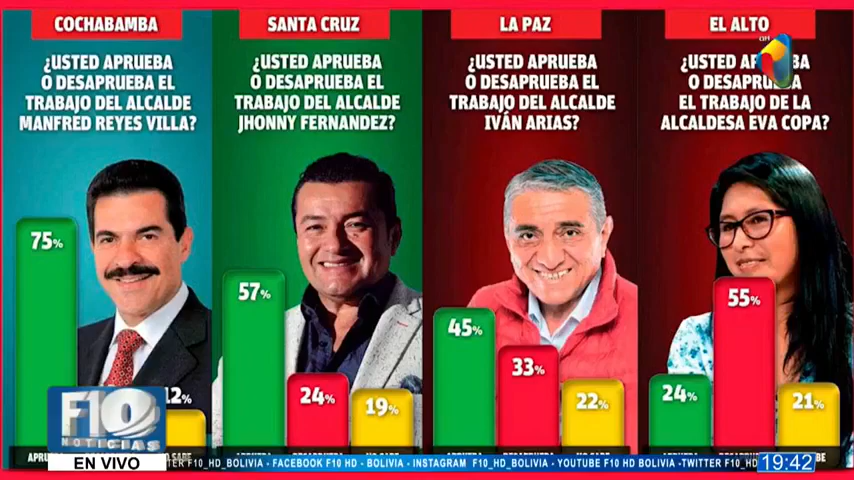 COCHABAMBA
¿USTED APRUEBA
O DESAPRUEBA EL
TRABAJO DEL ALCALDE
MANFRED REYES VILLA?
75%
12%
SANTA CRUZ
¿USTED APRUEBA
O DESAPRUEBA EL
TRABAJO DEL ALCALDE
JHONNY FERNANDEZ?
57%
24%
19%
LA PAZ
¿USTED APRUEBA
O DESAPRUEBA EL
TRABAJO DEL ALCALDE
IVÁN ARIAS?
45%
33%
22%
EL ALTO
¿USTED APRUEBA
O DESAPRUEBA
EL TRABAJO DE LA
ALCALDESA EVA COPA?
24%
55%
21%
F10
NOTICIAS
EN VIVO
TER F10_HD_BOLIVIA - FACEBOOK F10 HD - BOLIVIA - INSTAGRAM F10_HD_BOLIVIA - YOUTUBE F10 HD BOLIVIA -TWITTER F10_HD_
19:42